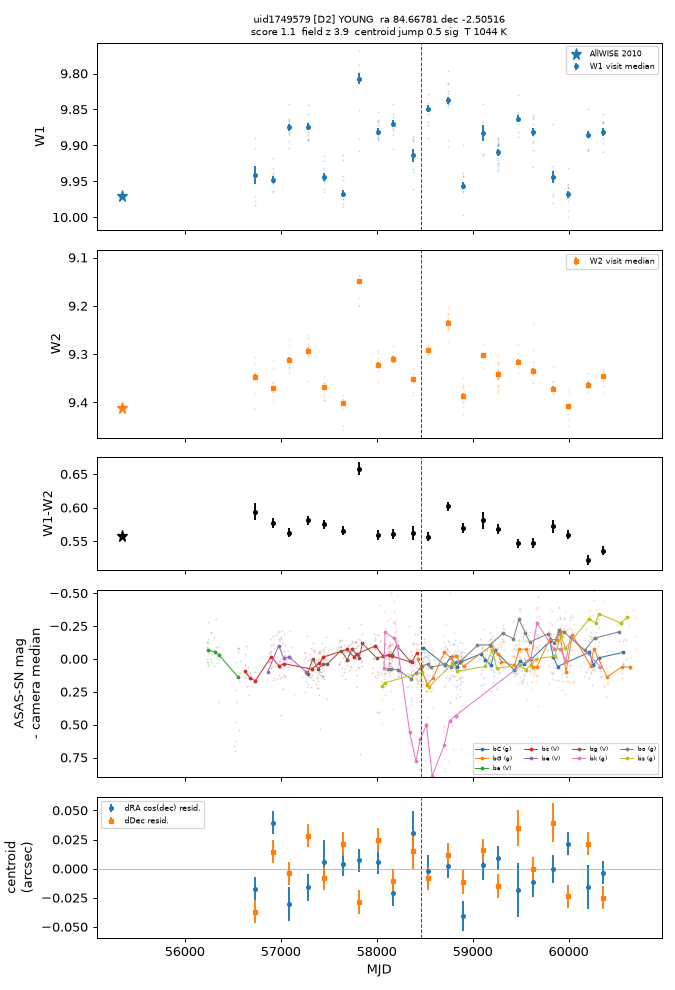 uid1749579 [D2] YOUNG ra 84.66781 dec -2.50516
score 1.1 field z 3.9 centroid jump 0.5 sig T 1044 K
W1
9.80
9.85
9.90
9.95
10.00
AllWISE 2010
W1 visit median
W2
9.1
9.2
9.3
9.4
W2 visit median
W1-W2
0.65
0.60
0.55
ASAS-SN mag
- camera median
−0.50
−0.25
0.00
0.25
0.50
0.75
bC (g)
bG (g)
ba (V)
bc (V)
be (V)
bg (V)
bk (g)
bo (g)
bs (g)
centroid
(arcsec)
0.050
0.025
0.000
−0.025
−0.050
dRA cos(dec) resid.
dDec resid.
56000
57000
58000
59000
60000
MJD